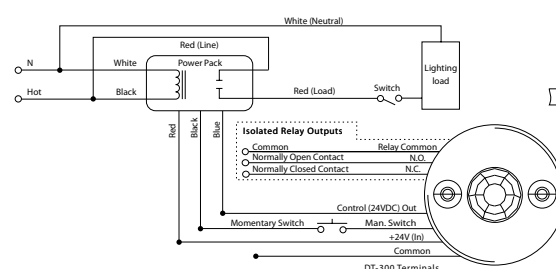 White (Neutral)
Red (Line)
N
White
Power Pack
Lighting
load
Hot
Black
Red (Load)
Switch
Red
Black
Blue
Isolated Relay Outputs
Common
Relay Common
Normally Open Contact
N.O.
Normally Closed Contact
N.C.
Control (24VDC) Out
Momentary Switch
Man. Switch
+24V (In)
Common
DT-300 Terminals